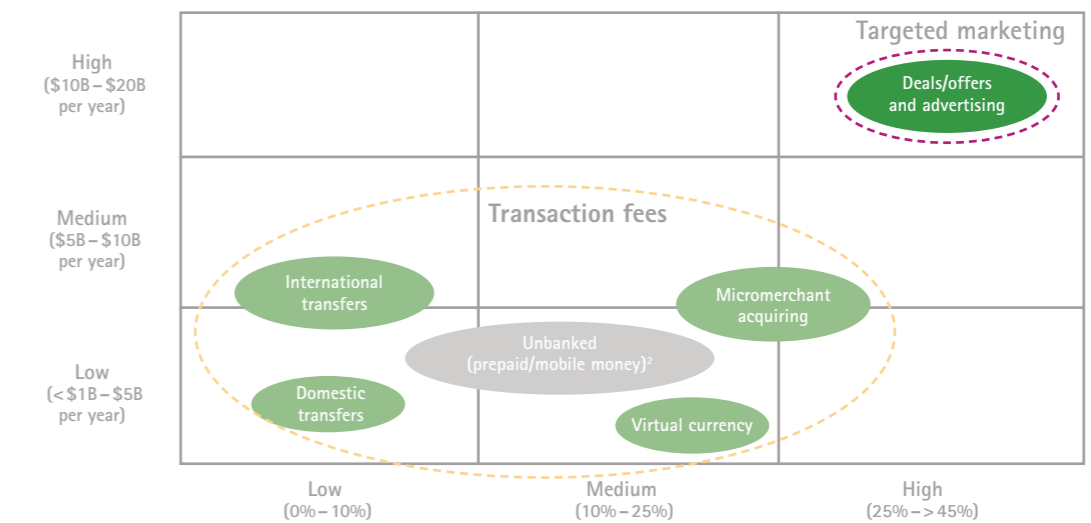 Targeted marketing
High
($10B – $20B
per year)
Deals/offers
and advertising
Medium
($5B – $10B
per year)
Transaction fees
International
transfers
Micromerchant
acquiring
Unbanked
(prepaid/mobile money)²
Low
(< $1B – $5B
per year)
Domestic
transfers
Virtual currency
Low
(0% – 10%)
Medium
(10% – 25%)
High
(25% – > 45%)